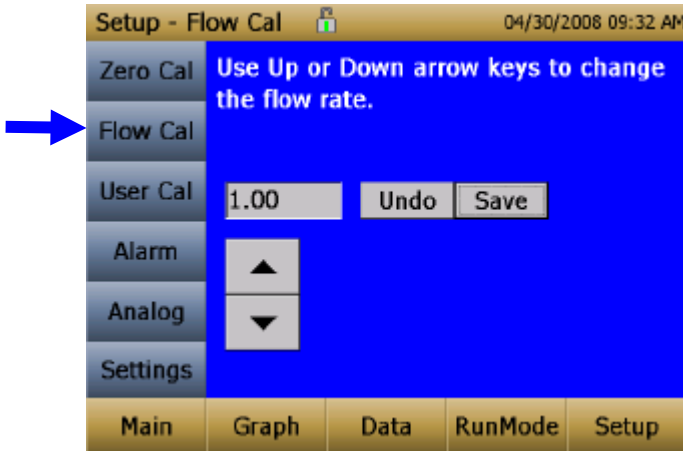 Setup - Flow Cal
04/30/2008 09:32 AM
Zero Cal
Flow Cal
User Cal
Alarm
Analog
Settings
Use Up or Down arrow keys to change
the flow rate.
1.00
Undo
Save
Main
Graph
Data
RunMode
Setup